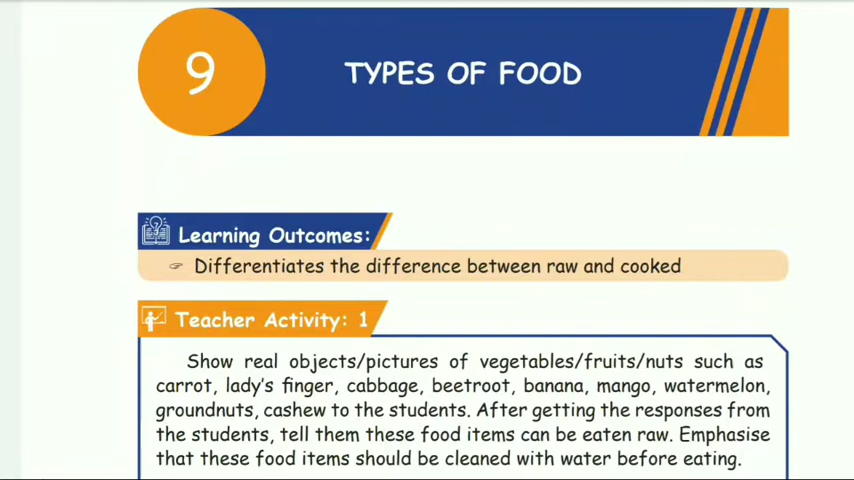 9
TYPES OF FOOD
Learning Outcomes:
☞ Differentiates the difference between raw and cooked
Teacher Activity: 1
Show real objects/pictures of vegetables/fruits/nuts such as
carrot, lady's finger, cabbage, beetroot, banana, mango, watermelon,
groundnuts, cashew to the students. After getting the responses from
the students, tell them these food items can be eaten raw. Emphasise
that these food items should be cleaned with water before eating.